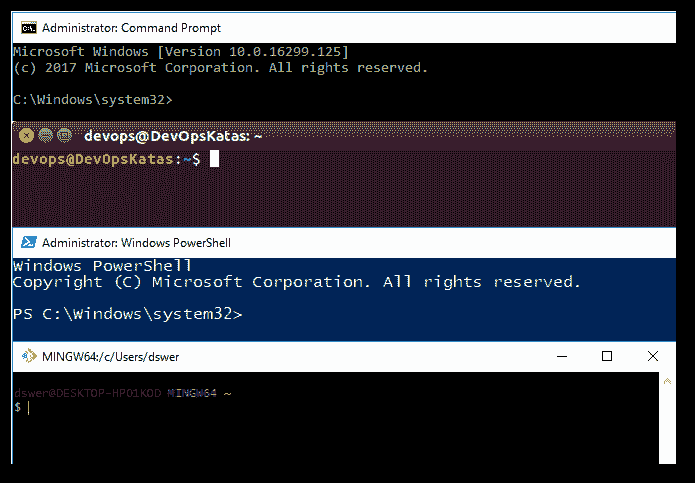 Administrator: Command Prompt
Microsoft Windows [Version 10.0.16299.125]
(c) 2017 Microsoft Corporation. All rights reserved.
C:\Windows\system32>
devops@DevOpsKatas: ~
devops@DevOpsKatas:~$
Administrator: Windows PowerShell
Windows PowerShell
Copyright (C) Microsoft Corporation. All rights reserved.
PS C:\Windows\system32>
MINGW64:/c/Users/dswer
dswer@DESKTOP-HPO1KOD MINGW64 ~
$